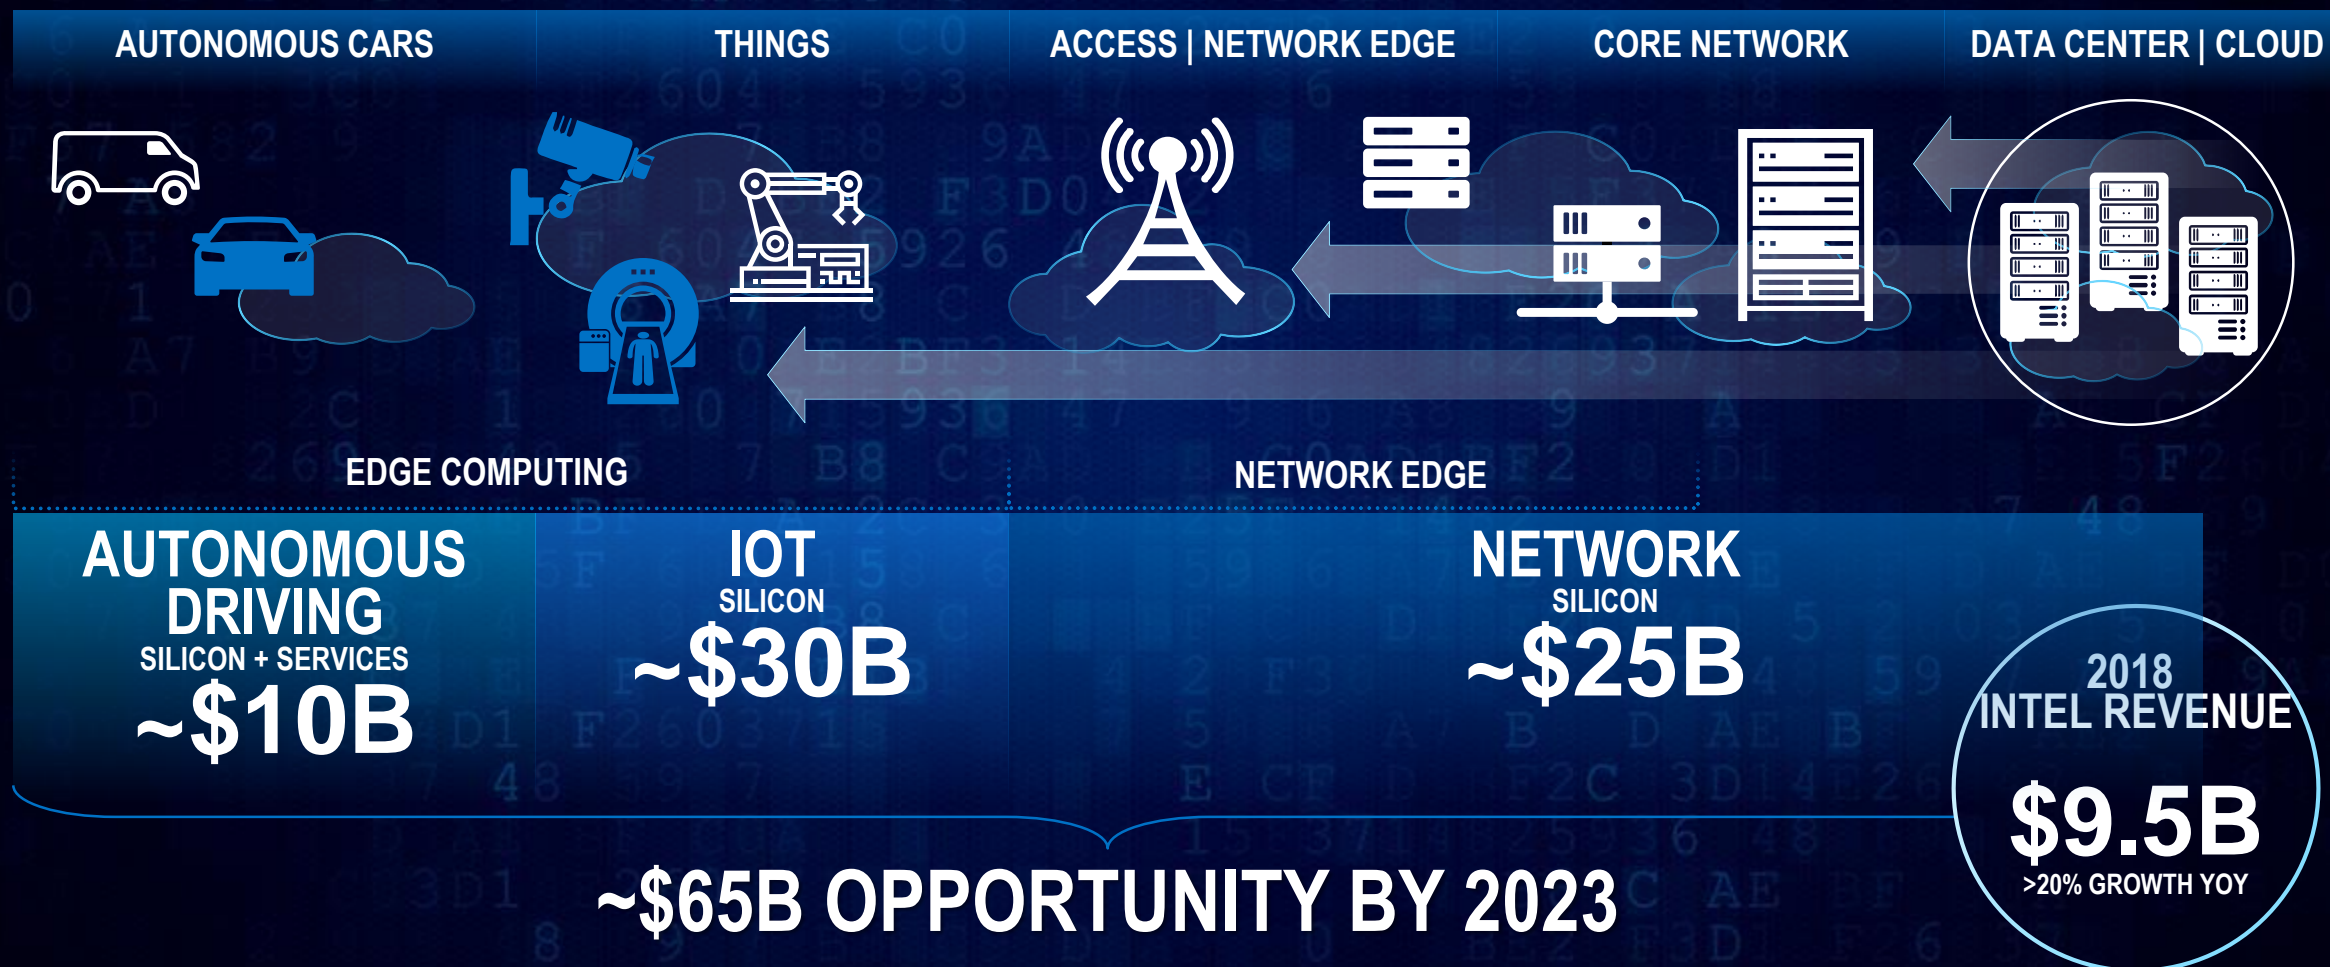 AUTONOMOUS CARS
THINGS
ACCESS | NETWORK EDGE
CORE NETWORK
DATA CENTER | CLOUD
EDGE COMPUTING
NETWORK EDGE
AUTONOMOUS
DRIVING
SILICON + SERVICES
~$10B
IOT
SILICON
~$30B
NETWORK
SILICON
~$25B
2018
INTEL REVENUE
$9.5B
>20% GROWTH YOY
~$65B OPPORTUNITY BY 2023